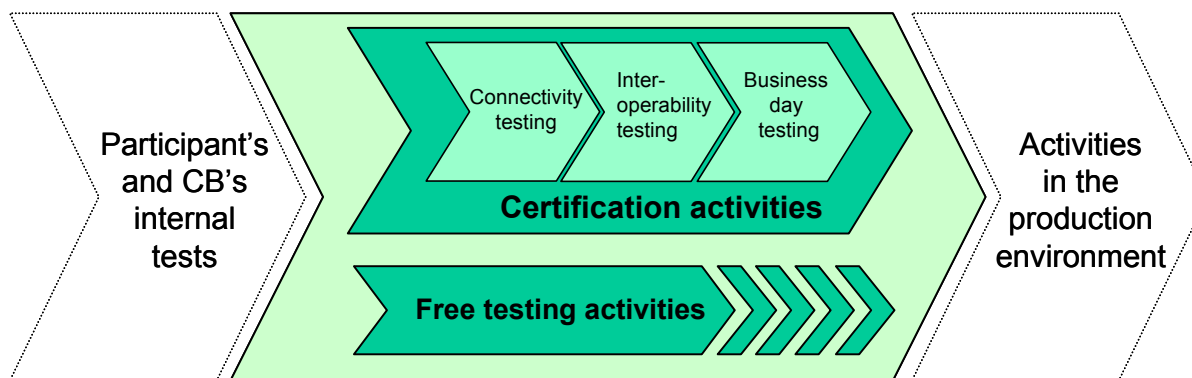 Participant's
and CB's
internal
tests
Connectivity
testing
Inter-
operability
testing
Business
day
testing
Certification activities
Free testing activities
Activities
in the
production
environment